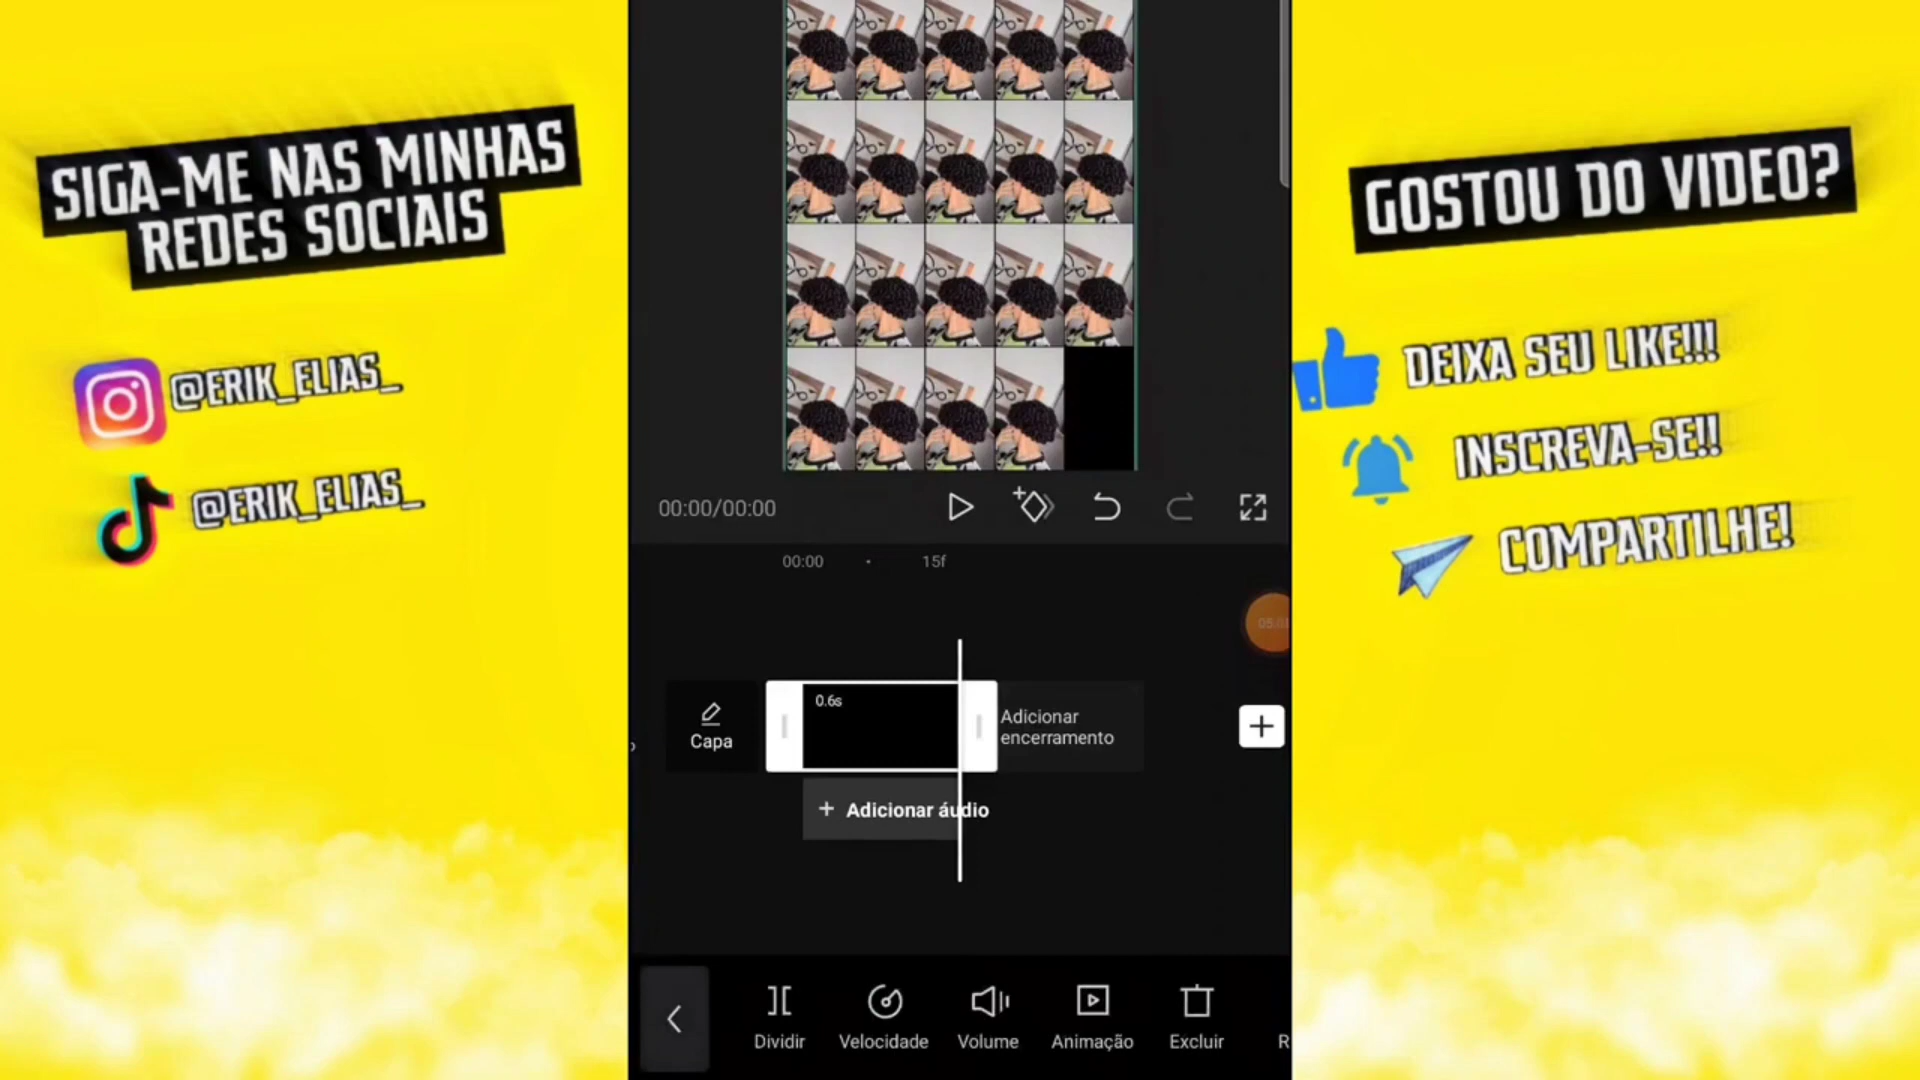 SIGA-ME NAS MINHAS
REDES SOCIAIS
@ERIK_ELIAS_
@ERIK_ELIAS_
00:00/00:00
00:00
15f
0.6s
Capa
Adicionar
encerramento
+ Adicionar áudio
Dividir
Velocidade
Volume
Animação
Excluir
R
GOSTOU DO VIDEO?
DEIXA SEU LIKE!!!
INSCREVA-SE!!
COMPARTILHE!